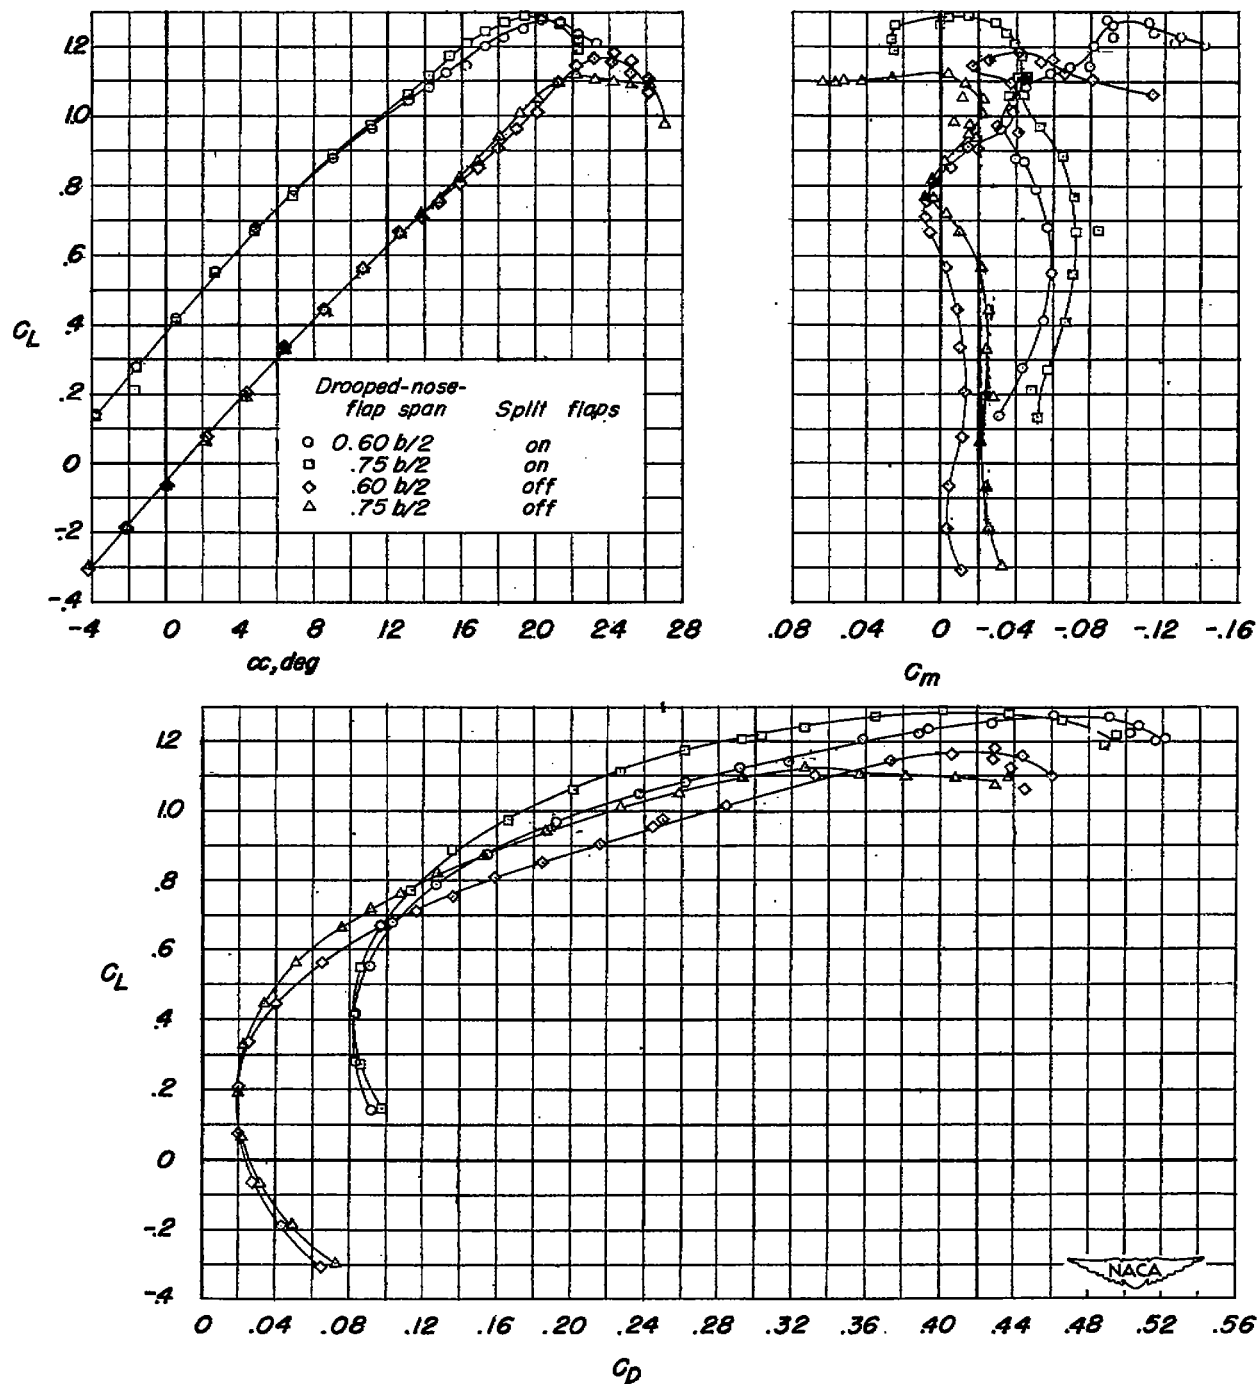 1.2
1.0
.8
.6
C_L .4
.2
0
-.2
-.4
-4 0 4 8 12 16 20 24 28
α, deg
Drooped-nose-
flap span Split flaps
0.60 b/2 on
.75 b/2 on
.60 b/2 off
.75 b/2 off
.08 .04 0 -.04 -.08 -.12 -.16
C_m
1.2
1.0
.8
.6
C_L
.4
.2
0
-.2
-.4
NACA
0 .04 .08 .12 .16 .20 .24 .28 .32 .36 .40 .44 .48 .52 .56
C_D